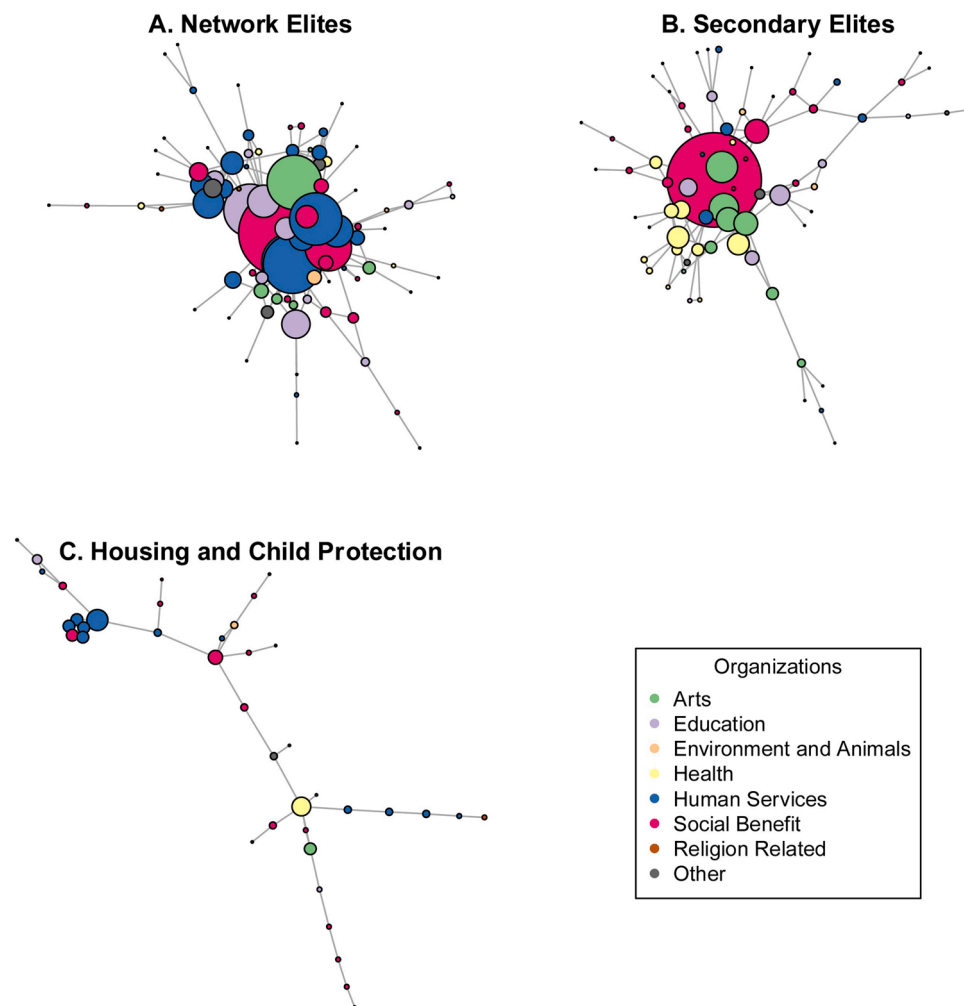 A. Network Elites
B. Secondary Elites
C. Housing and Child Protection
Organizations
Arts
Education
Environment and Animals
Health
Human Services
Social Benefit
Religion Related
Other